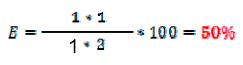 E = 1 * 1 / 1 * 2 * 100 = 50%